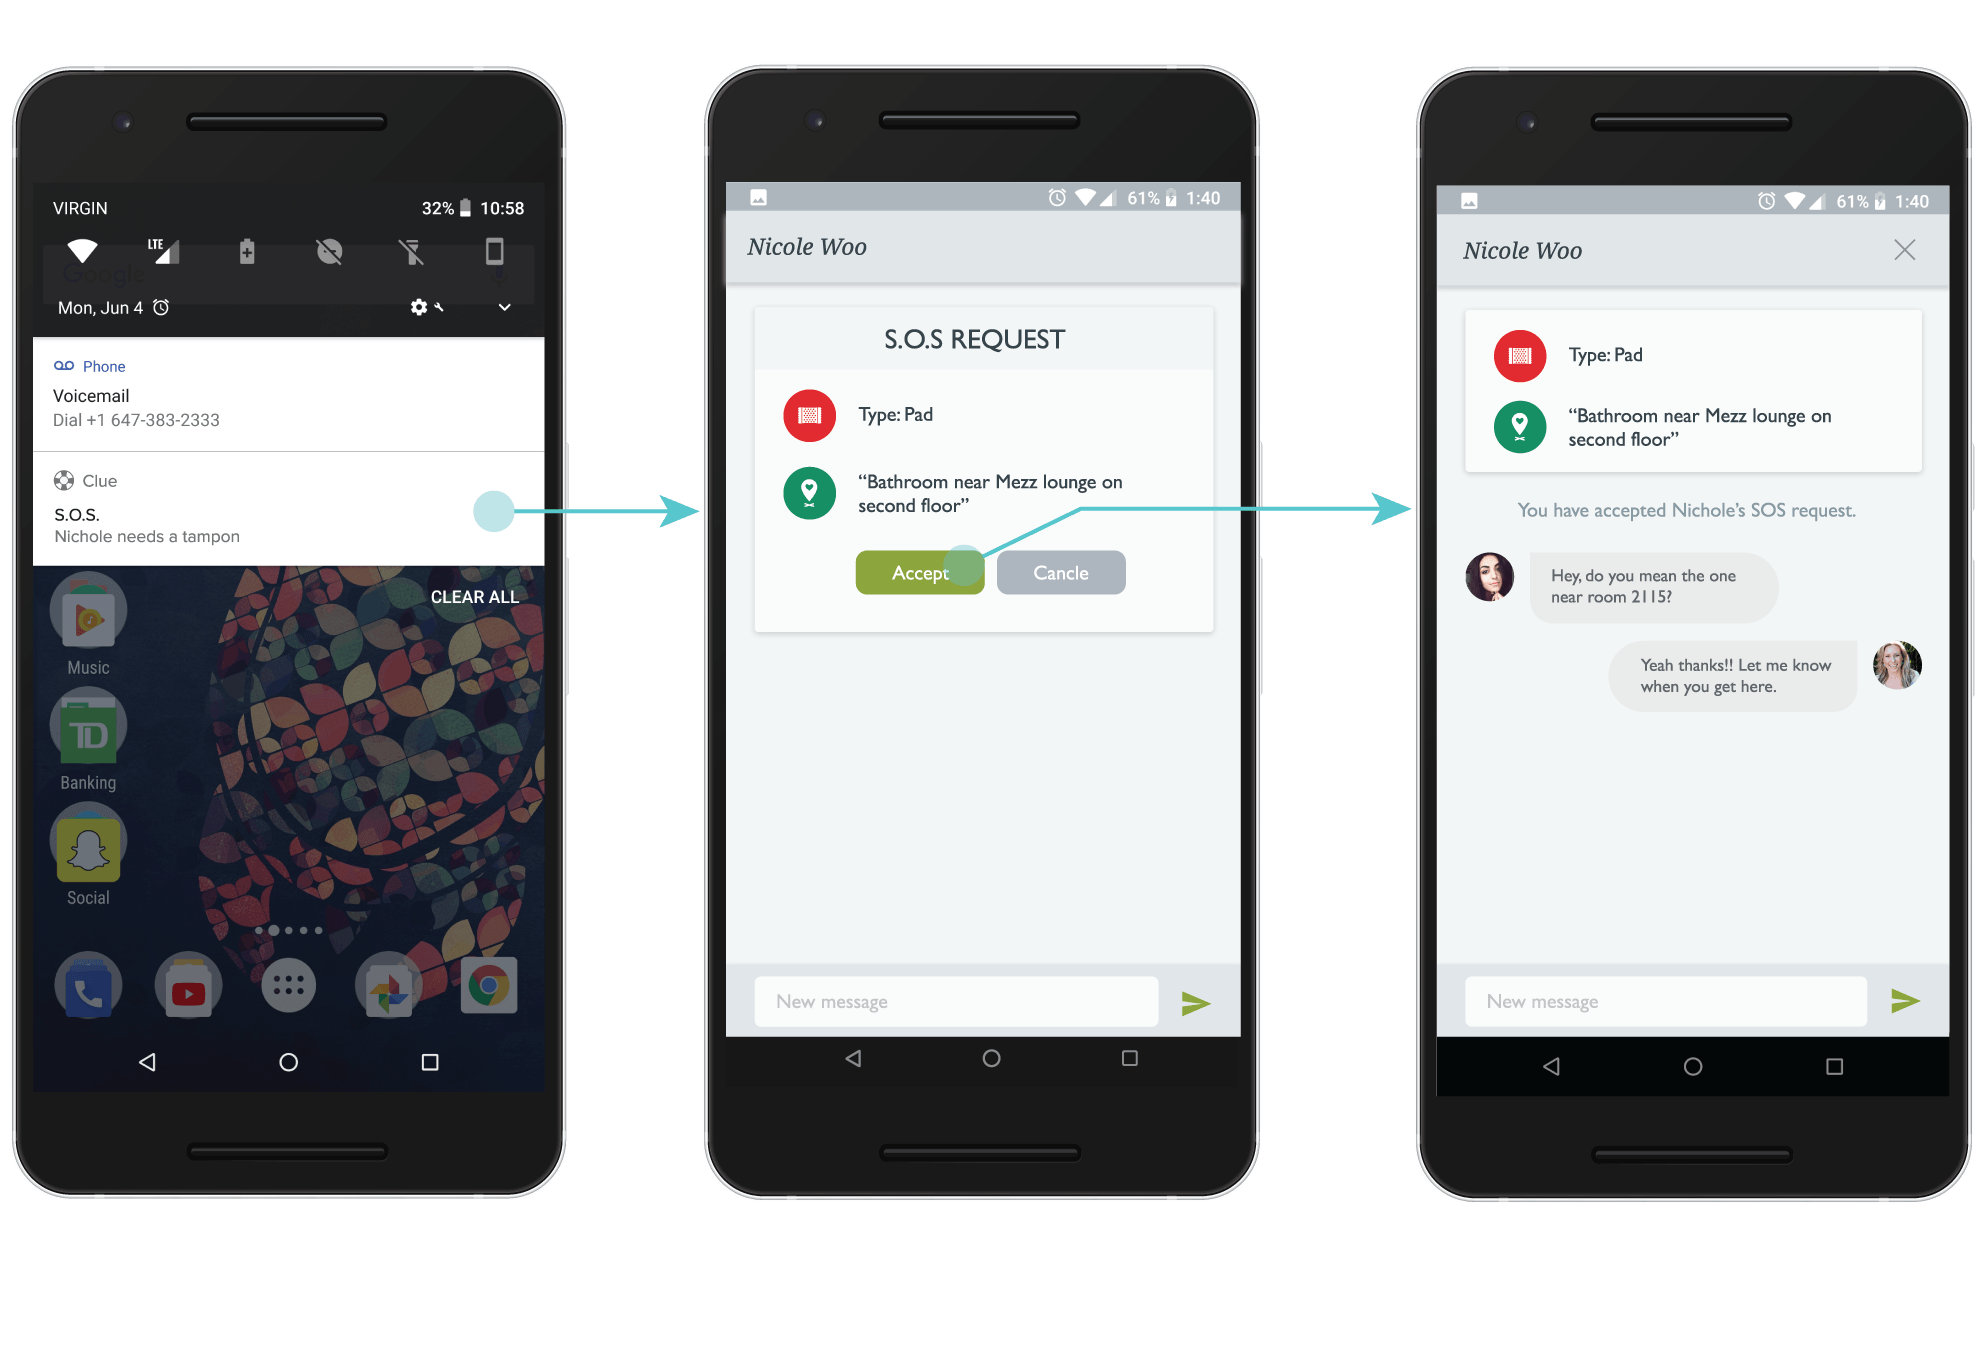 VIRGIN
32% 10:58
LTE
Google
Mon, Jun 4
Phone
Voicemail
Dial +1 647-383-2333
Clue
S.O.S.
Nichole needs a tampon
CLEAR ALL
Music
TD
Banking
Social
61% 1:40
Nicole Woo
S.O.S REQUEST
Type: Pad
“Bathroom near Mezz lounge on
second floor”
Accept
Cancle
New message
61% 1:40
Nicole Woo
Type: Pad
“Bathroom near Mezz lounge on
second floor”
You have accepted Nichole’s SOS request.
Hey, do you mean the one
near room 2115?
Yeah thanks!! Let me know
when you get here.
New message